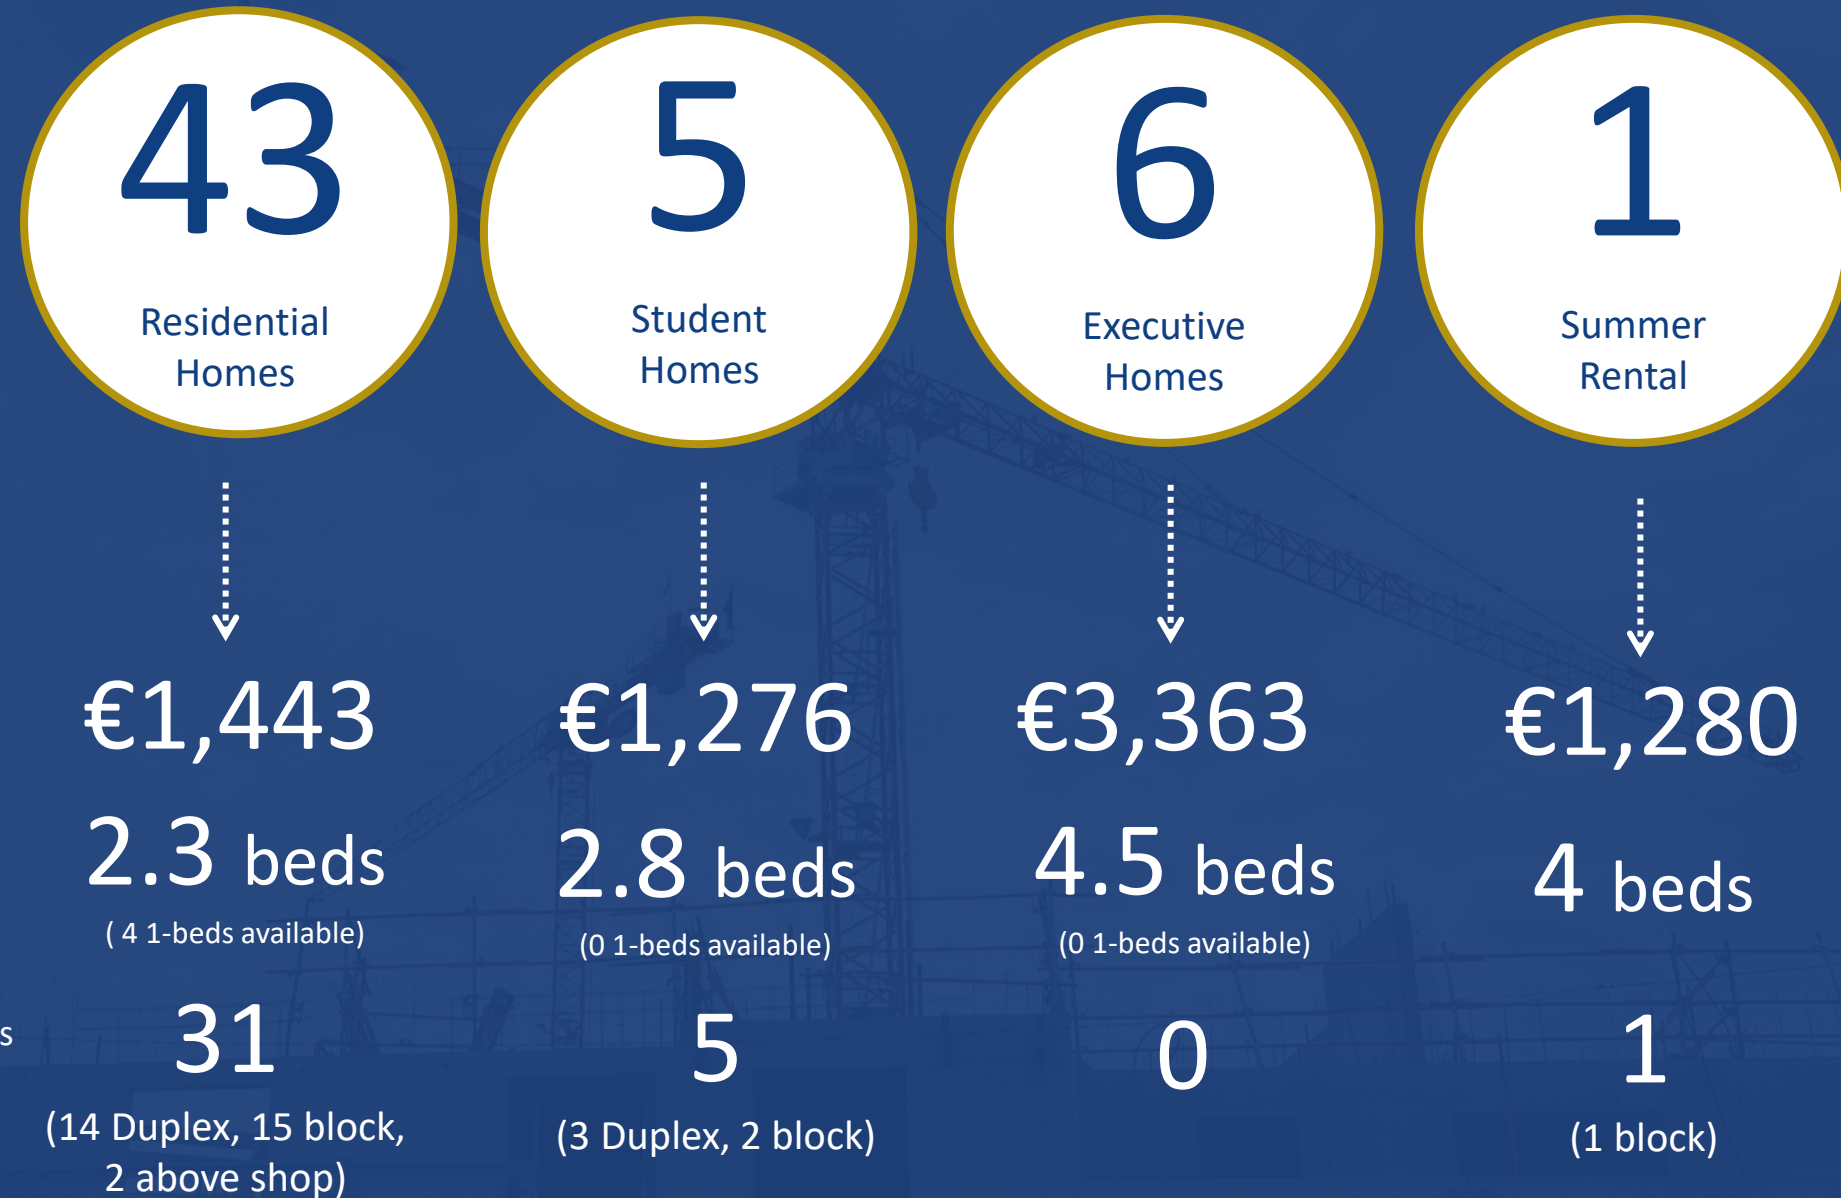 43
Residential
Homes
5
Student
Homes
6
Executive
Homes
1
Summer
Rental
€1,443
€1,276
€3,363
€1,280
2.3 beds
2.8 beds
4.5 beds
4 beds
( 4 1-beds available)
(0 1-beds available)
(0 1-beds available)
s
31
5
0
1
(14 Duplex, 15 block,
2 above shop)
(3 Duplex, 2 block)
(1 block)